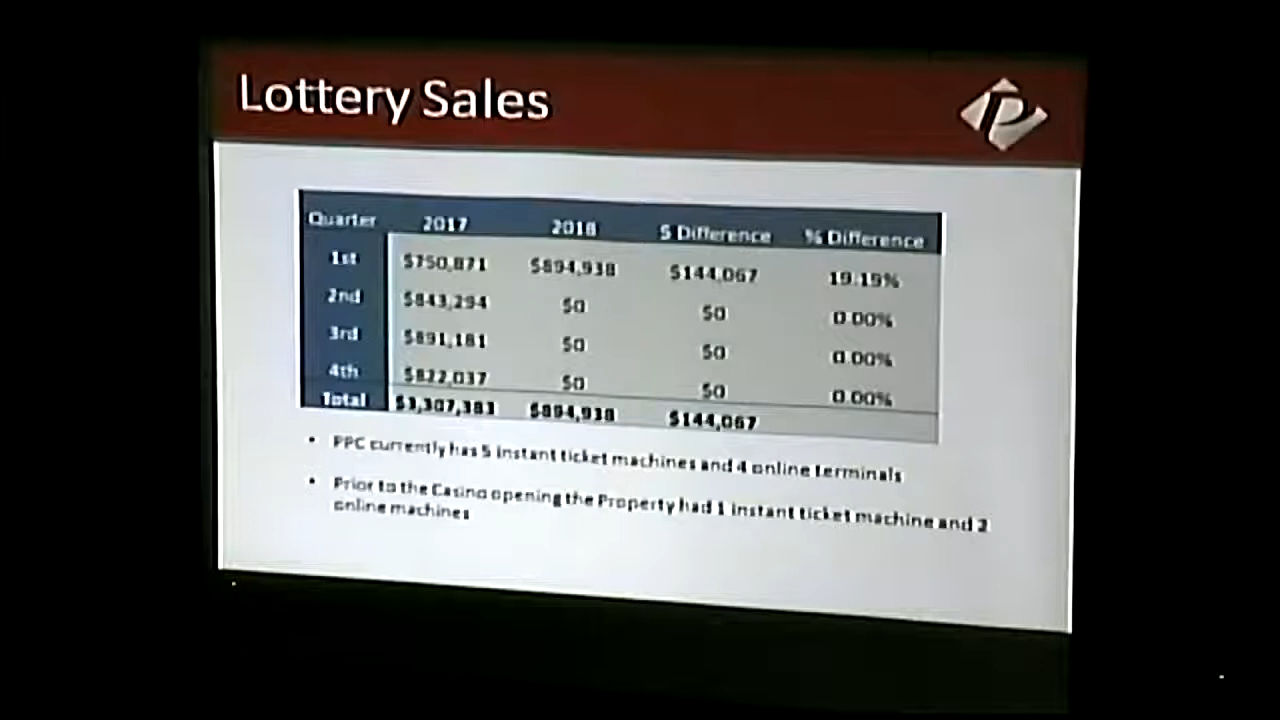 Lottery Sales
Quarter 2017 2018 $ Difference % Difference
1st $750,871 $894,938 $144,067 19.19%
2nd $843,294 $0 $0 0.00%
3rd $891,181 $0 $0 0.00%
4th $822,037 $0 $0 0.00%
Total $3,307,383 $894,938 $144,067
• PPC currently has 5 instant ticket machines and 4 online terminals
• Prior to the Casino opening the Property had 1 instant ticket machine and 2
online machines